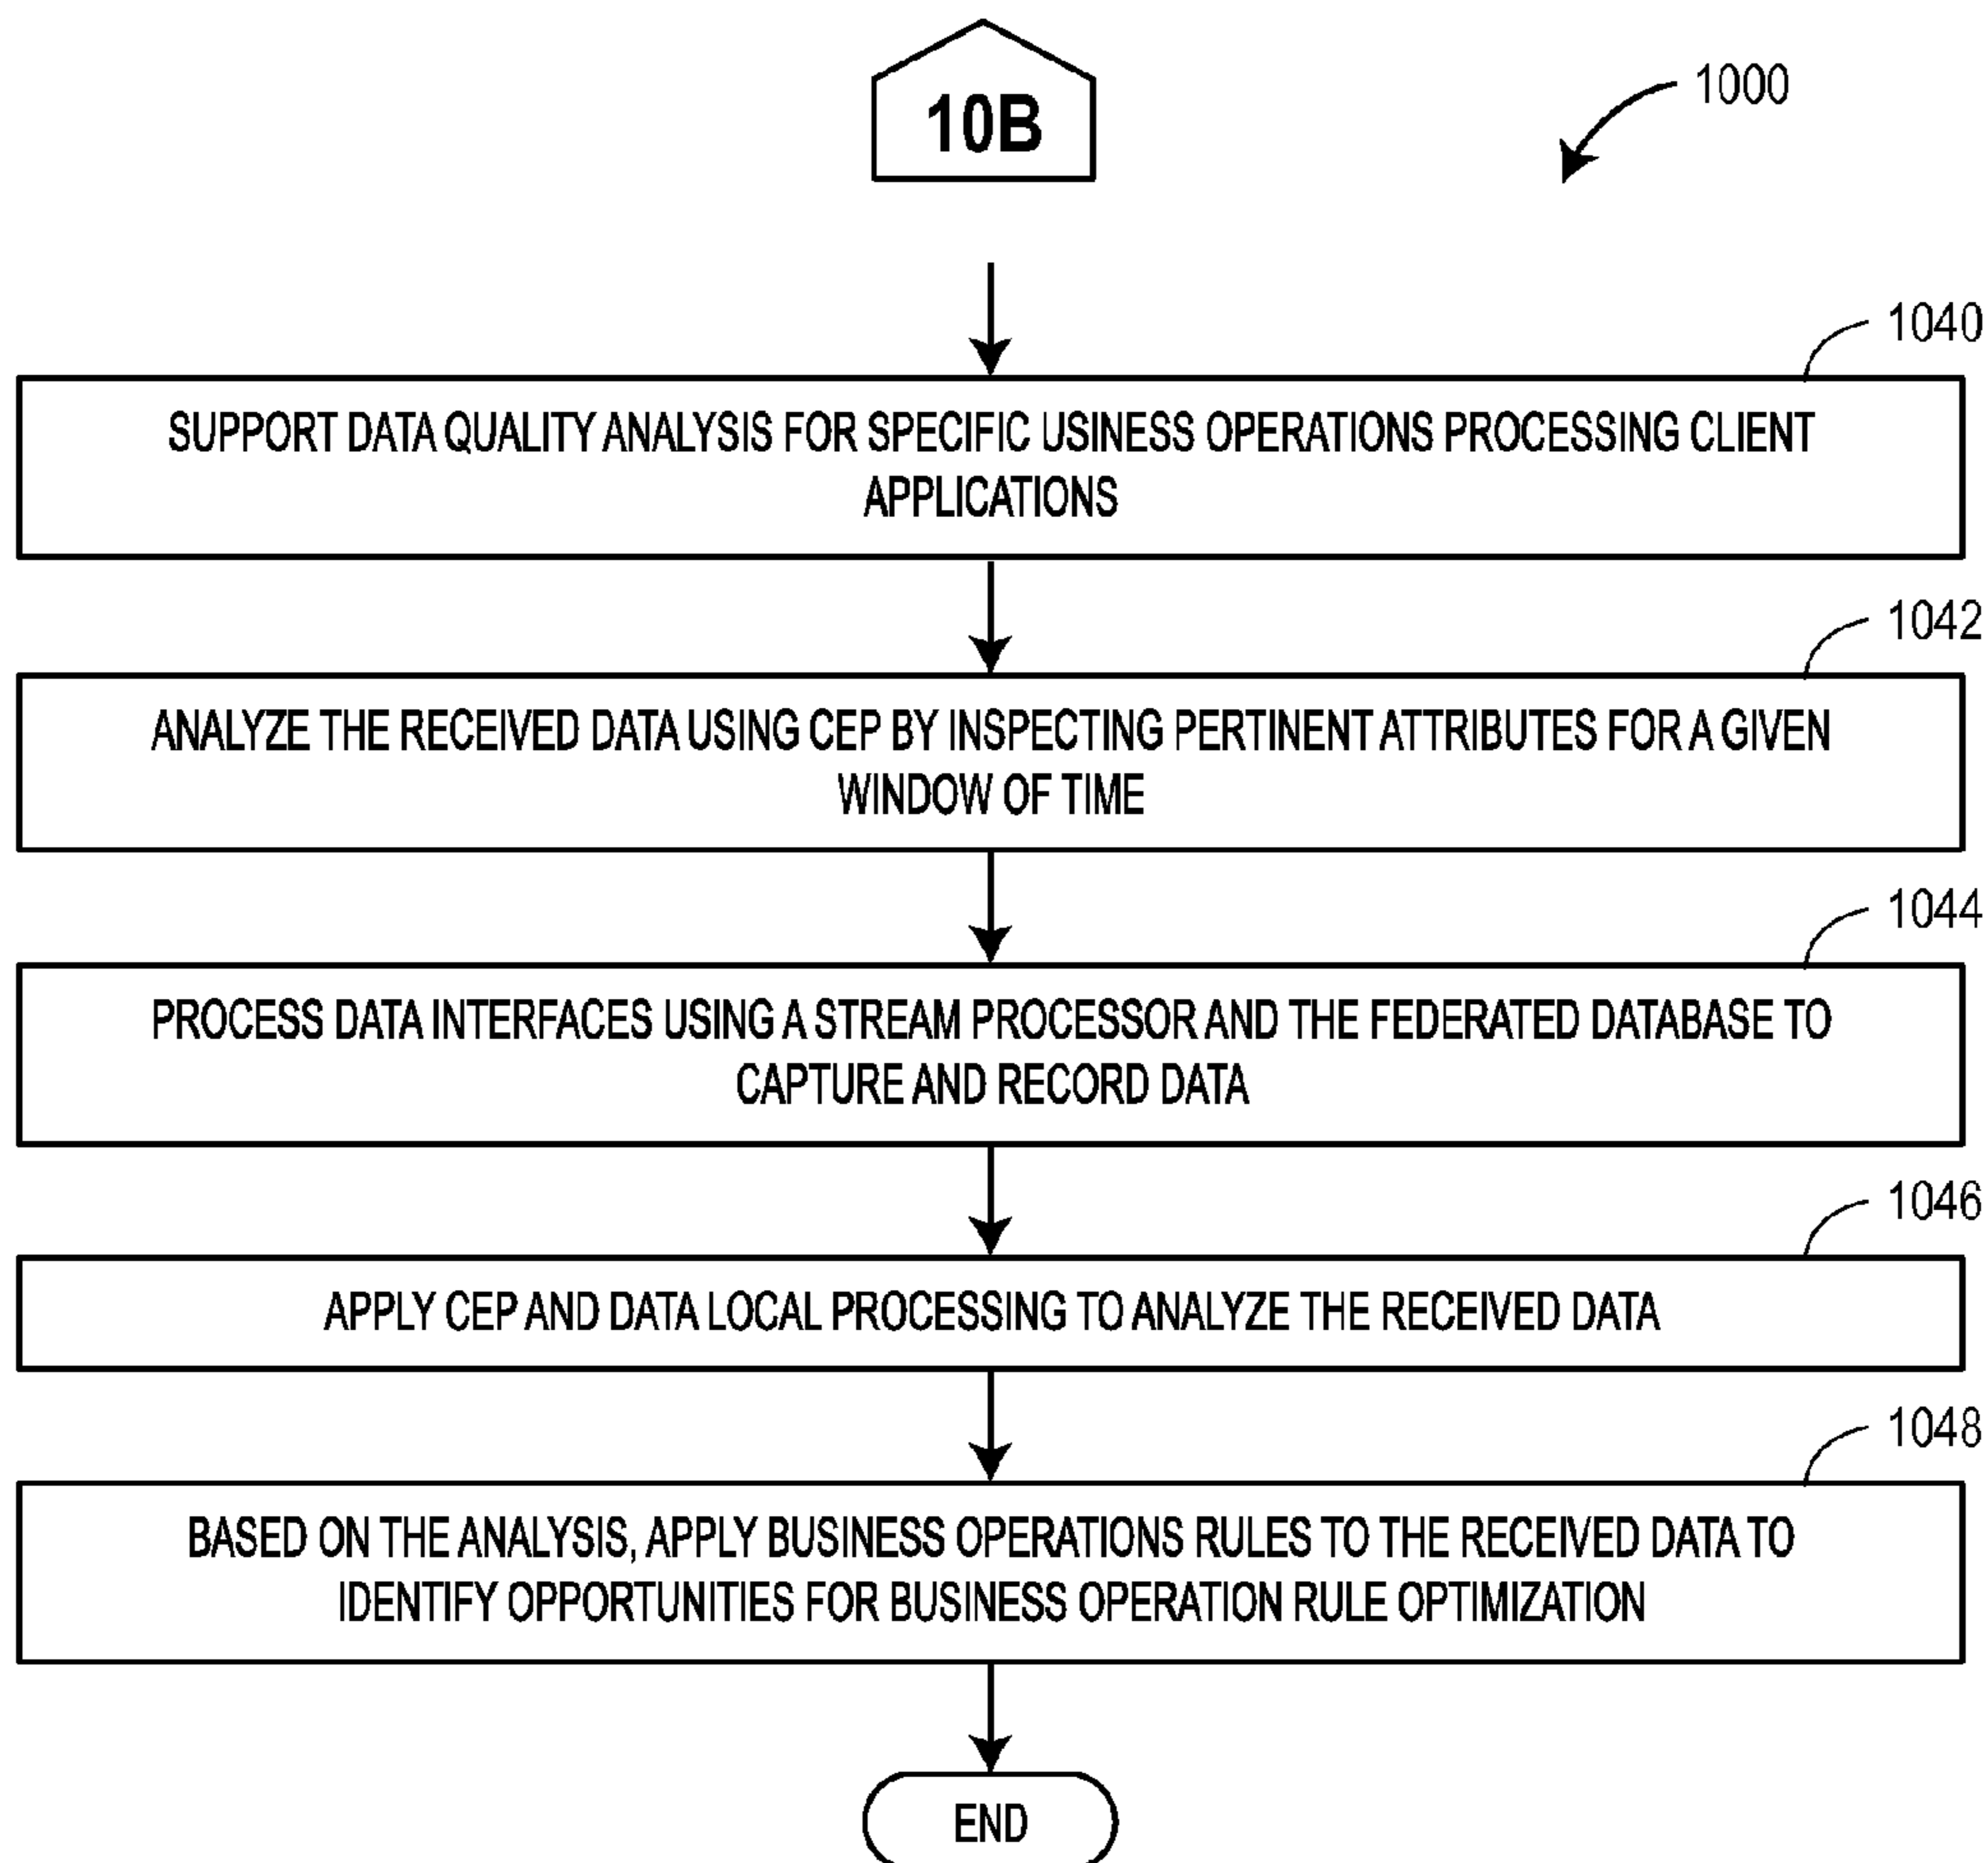 10B
1000
1040
SUPPORT DATA QUALITY ANALYSIS FOR SPECIFIC USINESS OPERATIONS PROCESSING CLIENT
APPLICATIONS
1042
ANALYZE THE RECEIVED DATA USING CEP BY INSPECTING PERTINENT ATTRIBUTES FOR A GIVEN
WINDOW OF TIME
1044
PROCESS DATA INTERFACES USING A STREAM PROCESSOR AND THE FEDERATED DATABASE TO
CAPTURE AND RECORD DATA
1046
APPLY CEP AND DATA LOCAL PROCESSING TO ANALYZE THE RECEIVED DATA
1048
BASED ON THE ANALYSIS, APPLY BUSINESS OPERATIONS RULES TO THE RECEIVED DATA TO
IDENTIFY OPPORTUNITIES FOR BUSINESS OPERATION RULE OPTIMIZATION
END